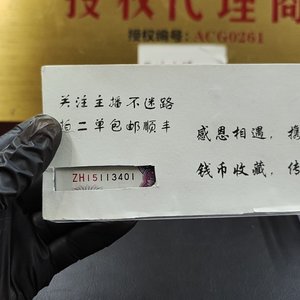 授权代理商
授权编号：ACG0261
关注主播不迷路
拍二单包邮顺丰
感恩相遇，携
钱币收藏，传
ZH15113401